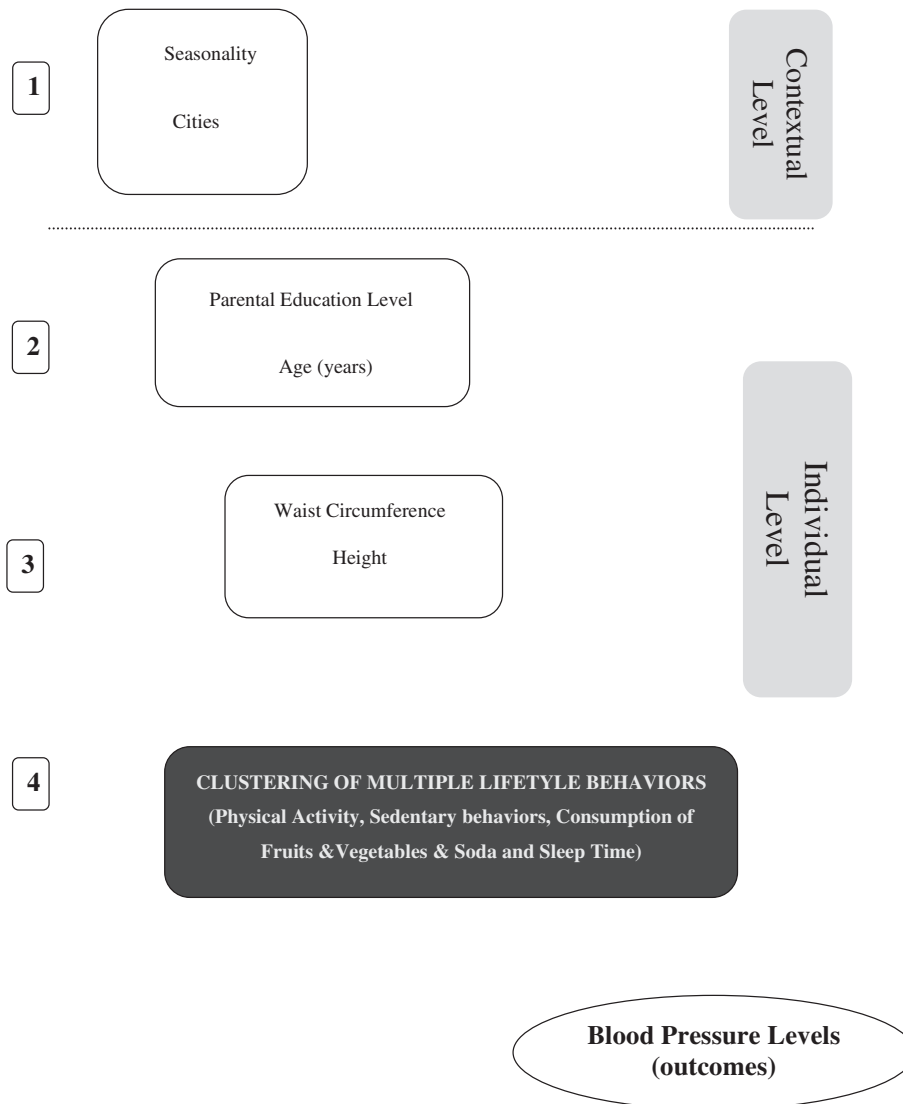 1
Seasonality
Cities
Contextual
Level
2
Parental Education Level
Age (years)
3
Waist Circumference
Height
Individual
Level
4
CLUSTERING OF MULTIPLE LIFETYLE BEHAVIORS
(Physical Activity, Sedentary behaviors, Consumption of
Fruits &Vegetables & Soda and Sleep Time)
Blood Pressure Levels
(outcomes)